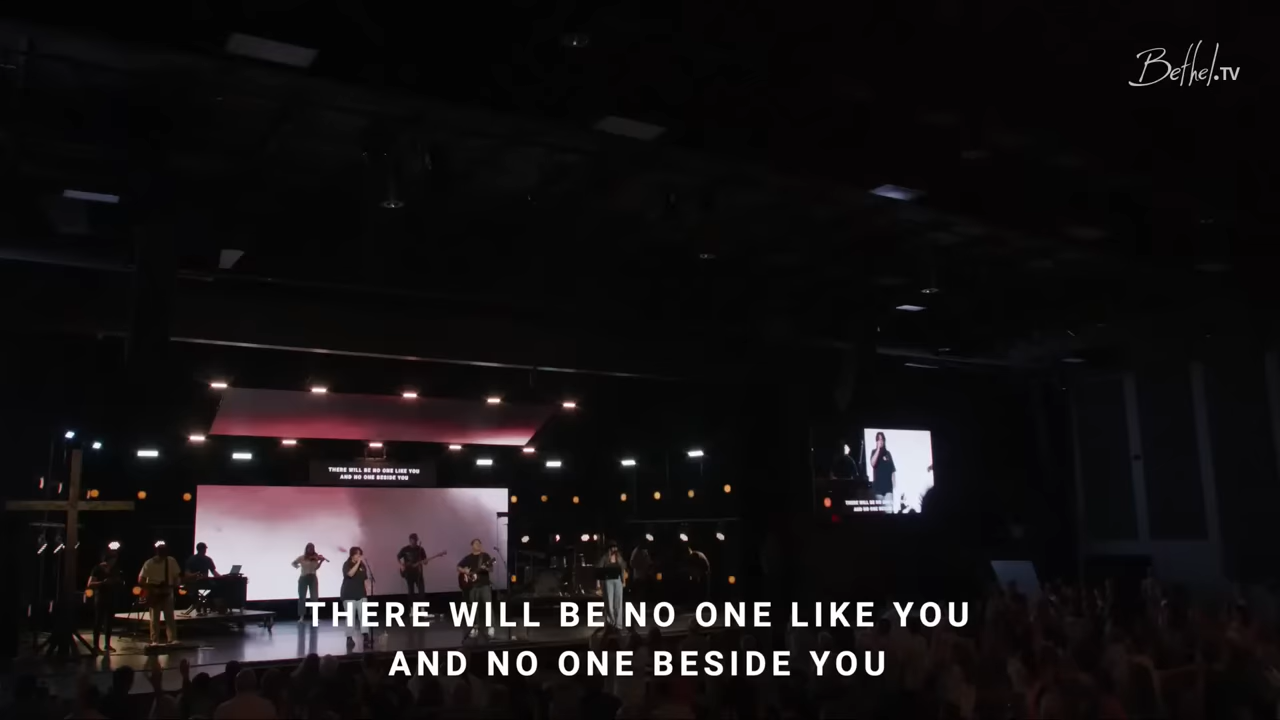 Bethel.TV
THERE WILL BE NO ONE LIKE YOU
AND NO ONE BESIDE YOU
THERE WILL BE NO ONE LIKE YOU
AND NO ONE BESIDE YOU